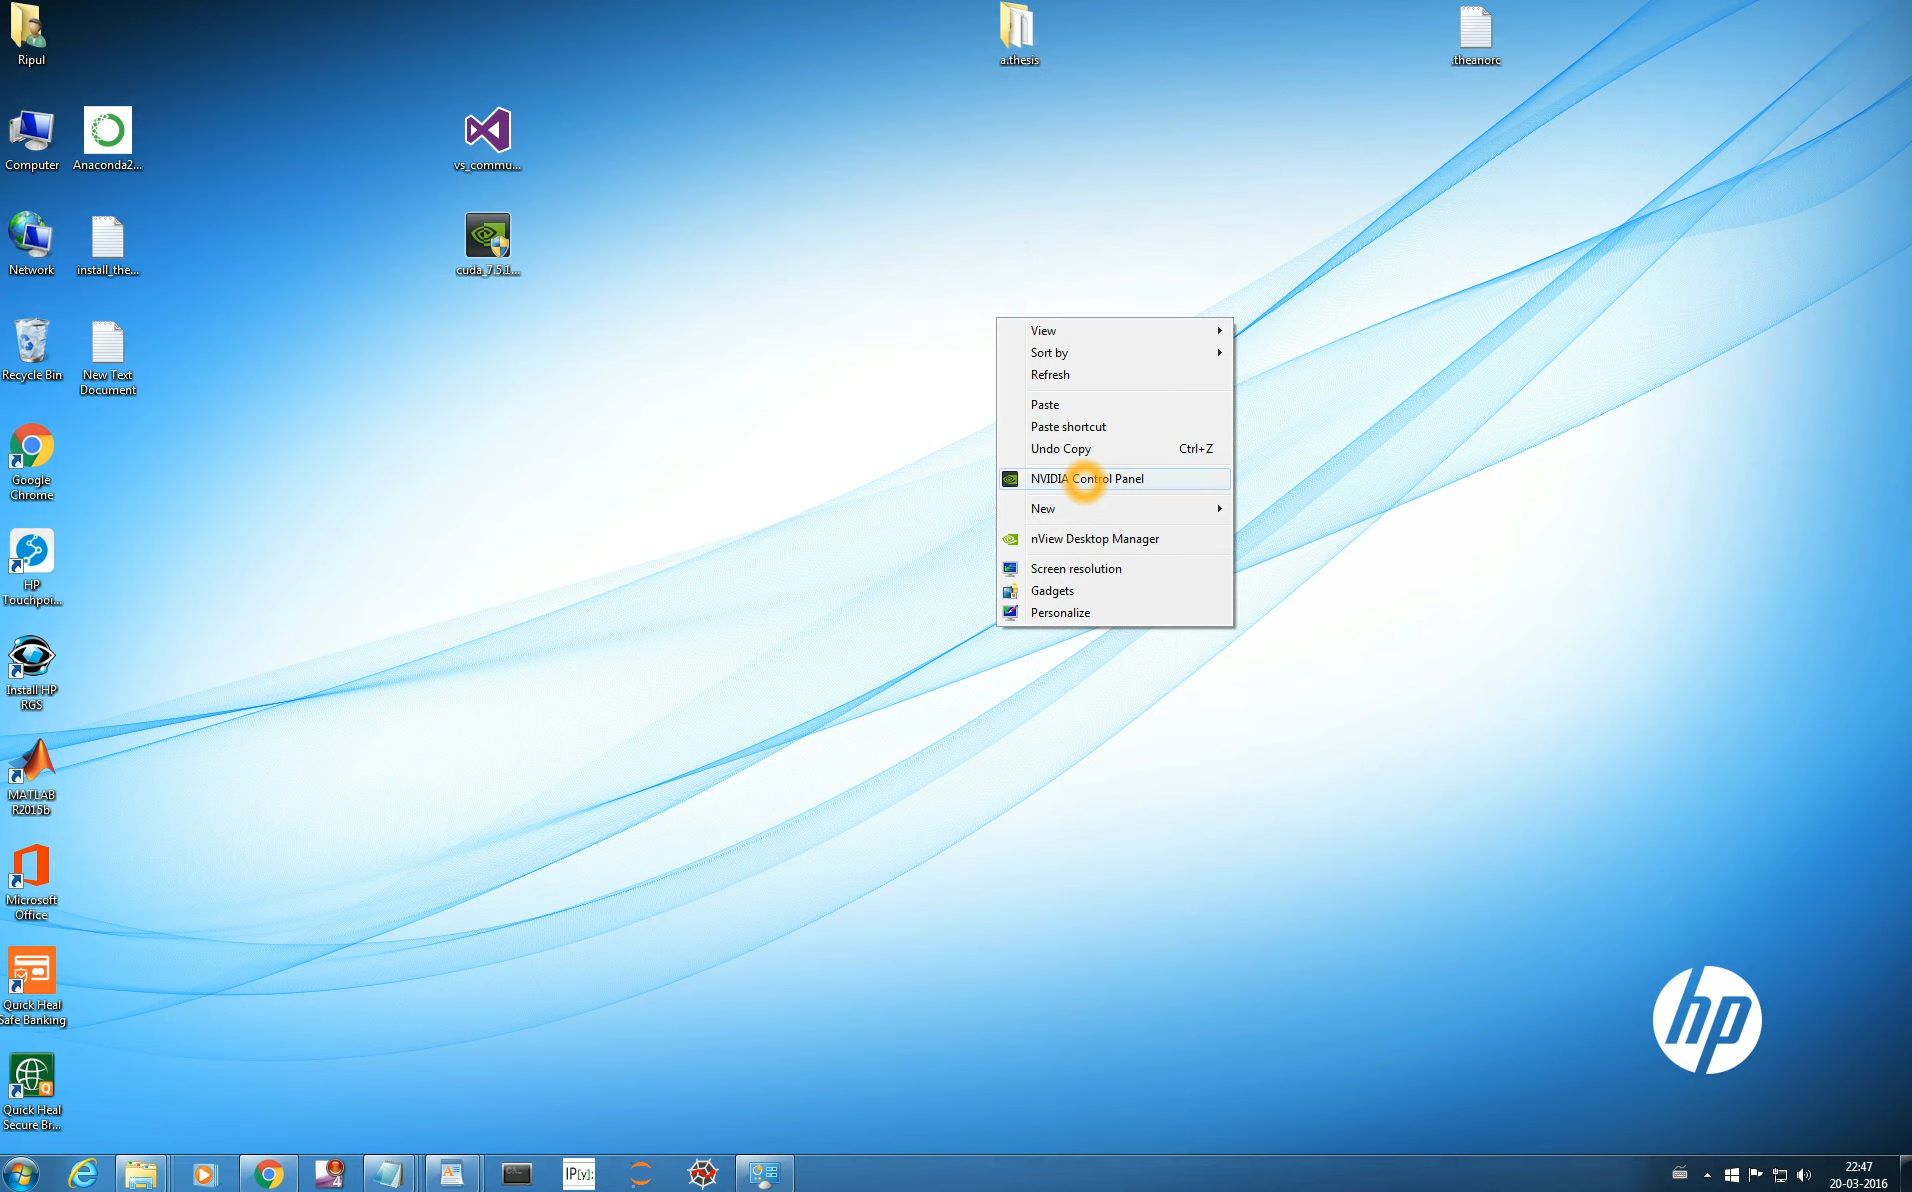 Ripul
a.thesis
.theanorc
Computer
Anaconda2...
vs_commu...
Network
install_the...
cuda_7.5.1...
Recycle Bin
New Text
Document
Google
Chrome
HP
Touchpoi...
Install HP
RGS
MATLAB
R2015b
Microsoft
Office
Quick Heal
Safe Banking
Quick Heal
Secure Br...
View
Sort by
Refresh
Paste
Paste shortcut
Undo Copy Ctrl+Z
NVIDIA Control Panel
New
nView Desktop Manager
Screen resolution
Gadgets
Personalize
hp
4
C:\_
IP[y]:
22:47
20-03-2016